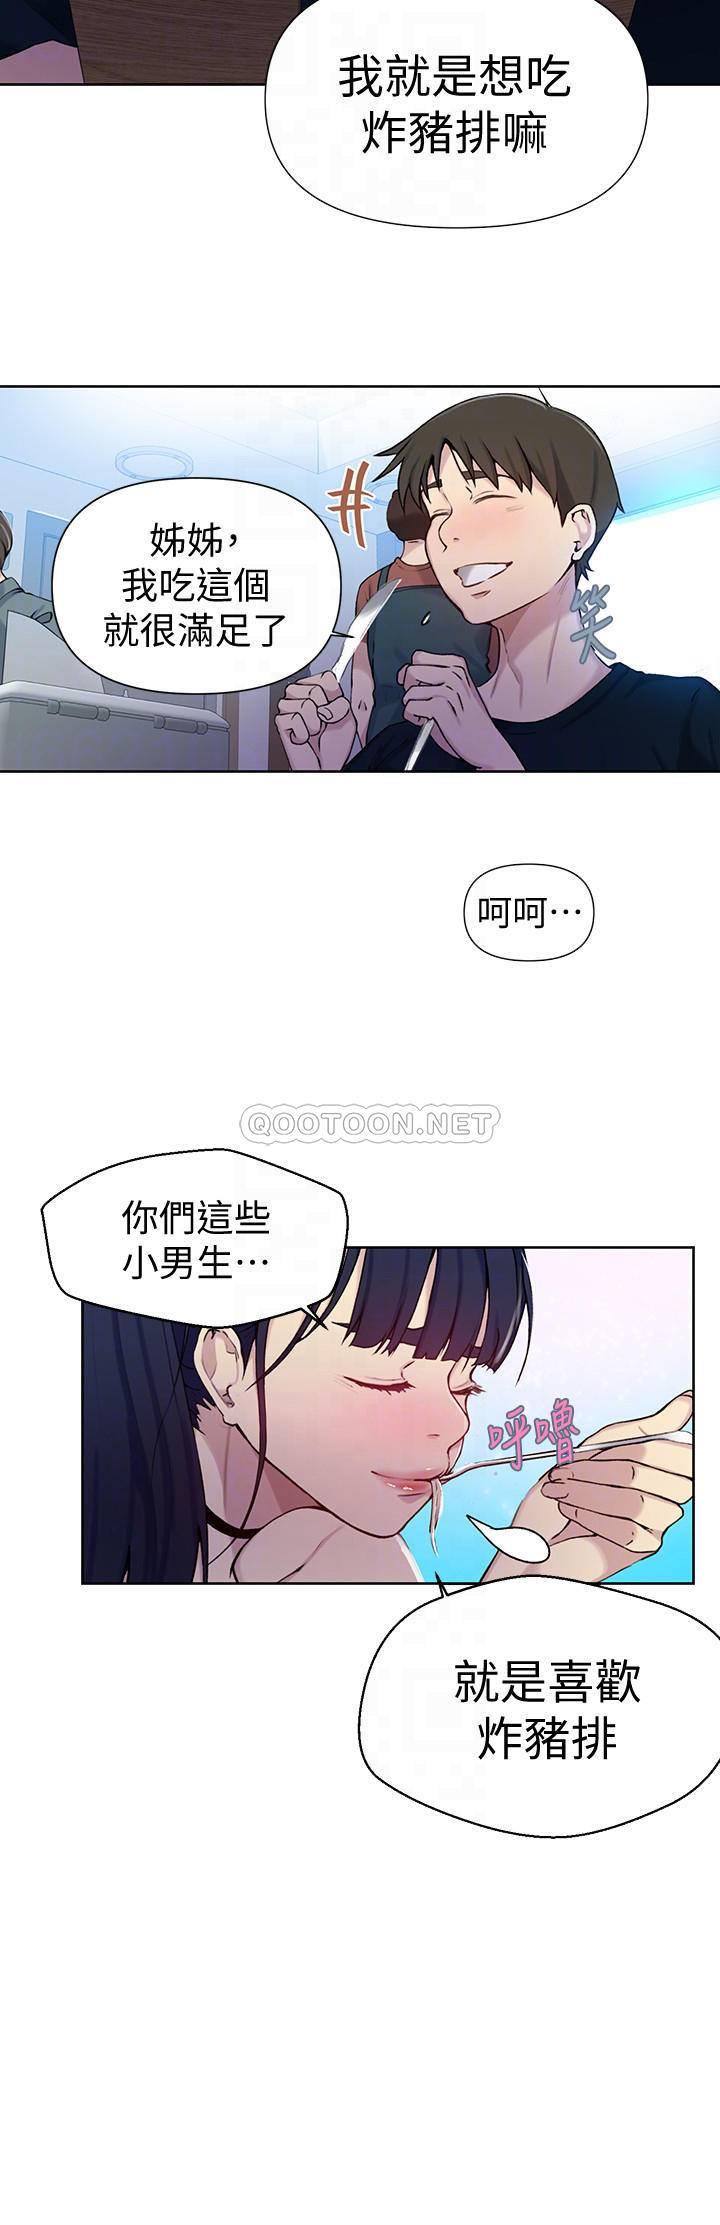 我就是想吃
炸豬排嘛
姊姊，
我吃這個
就很滿足了
笑
呵呵…
QOOTOON.NET
你們這些
小男生…
呼嚕
就是喜歡
炸豬排